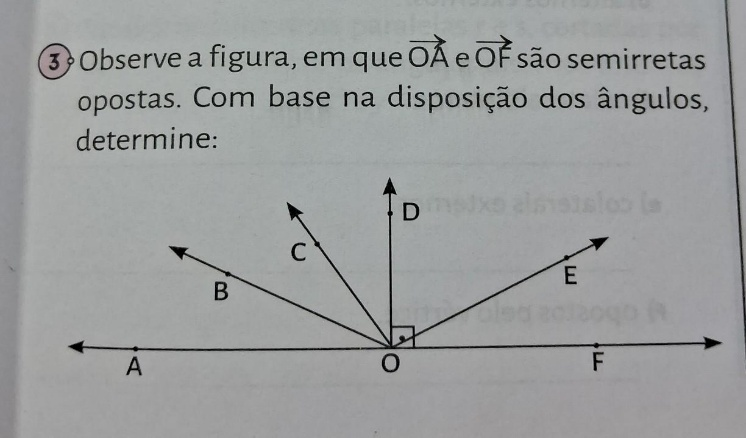 3 Observe a figura, em que OA e OF são semirretas
opostas. Com base na disposição dos ângulos,
determine:
D
C
E
B
A
O
F